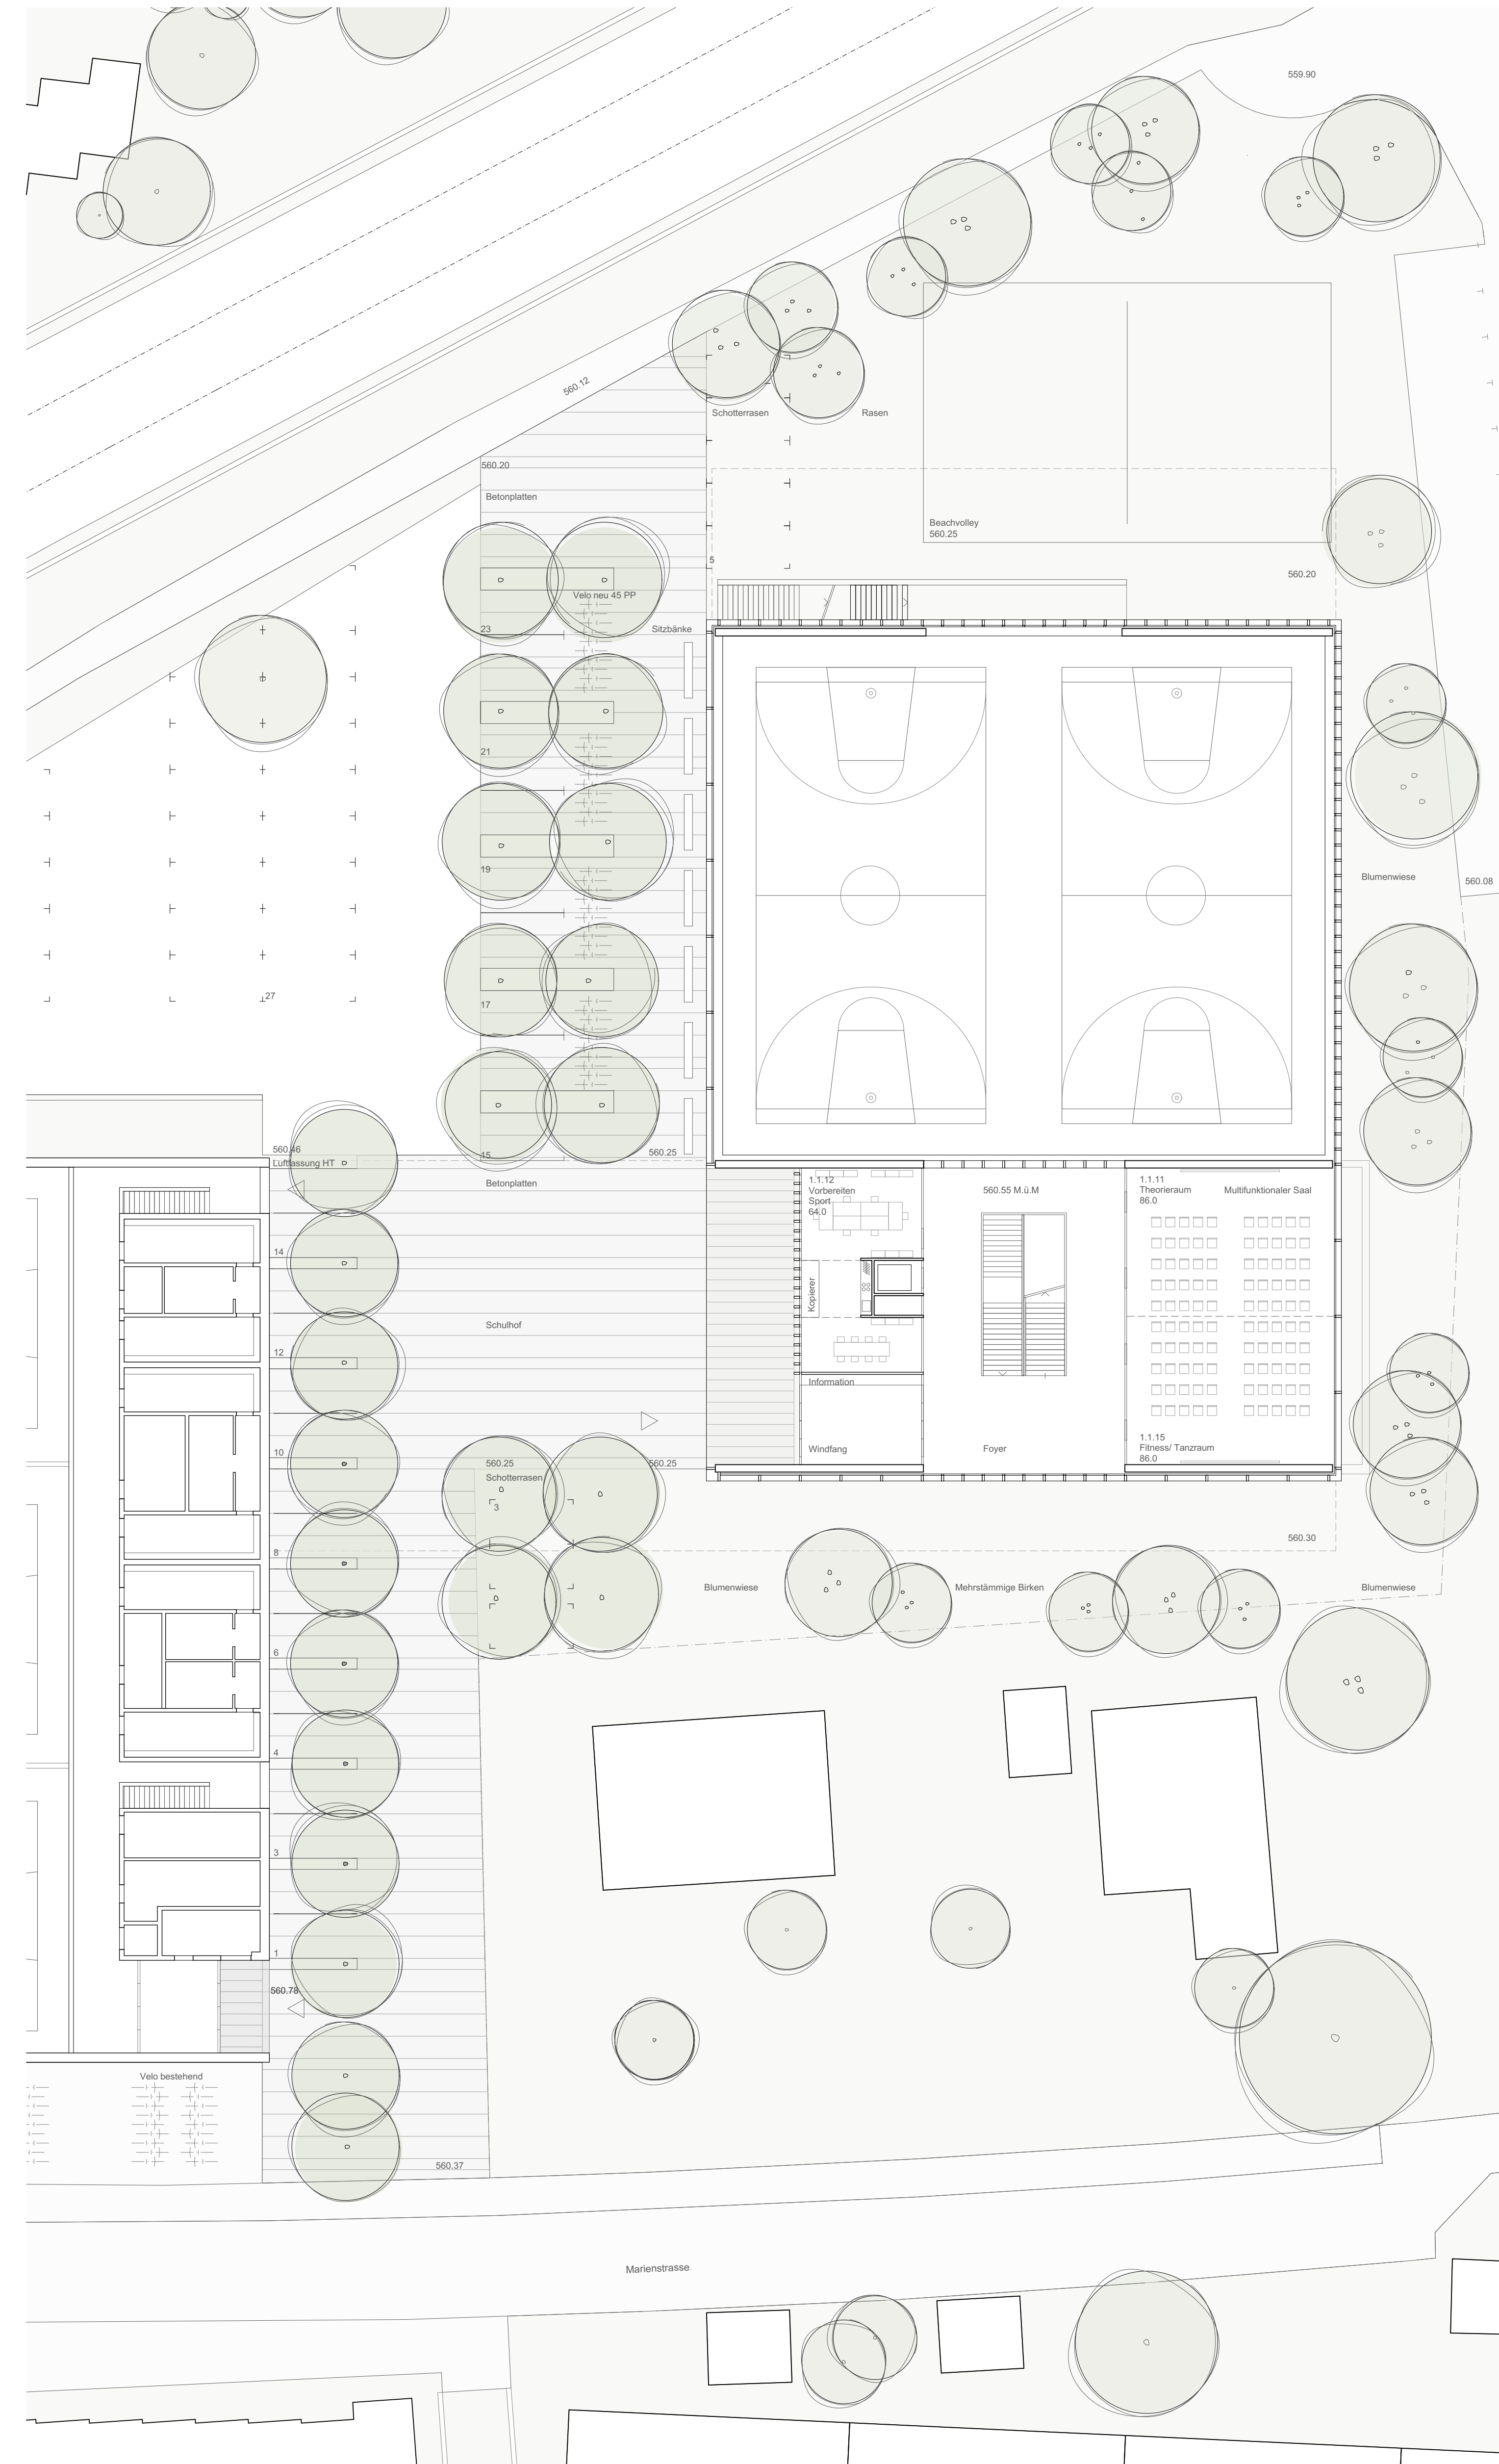 559.90
560.12
Schotterrasen
Rasen
560.20
Betonplatten
Beachvolley
560.25
5
560.20
Velo neu 45 PP
23
Sitzbänke
21
19
Blumenwiese
560.08
27
17
560.46
Luftfassung HT
15
560.25
Betonplatten
1.1.12
Vorbereiten
Sport
64.0
560.55 M.ü.M
1.1.11
Theorieraum
86.0
Multifunktionaler Saal
14
Kopierer
Schulhof
12
Information
10
Windfang
Foyer
1.1.15
Fitness/ Tanzraum
86.0
560.25
560.25
Schotterrasen
3
8
560.30
Blumenwiese
Mehrstämmige Birken
Blumenwiese
6
4
3
1
560.78
Velo bestehend
560.37
Marienstrasse